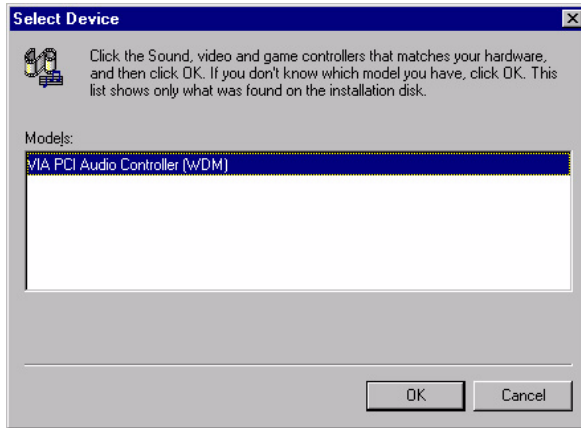 Select Device
Click the Sound, video and game controllers that matches your hardware,
and then click OK. If you don't know which model you have, click OK. This
list shows only what was found on the installation disk.
Models:
VIA PCI Audio Controller (WDM)
OK
Cancel